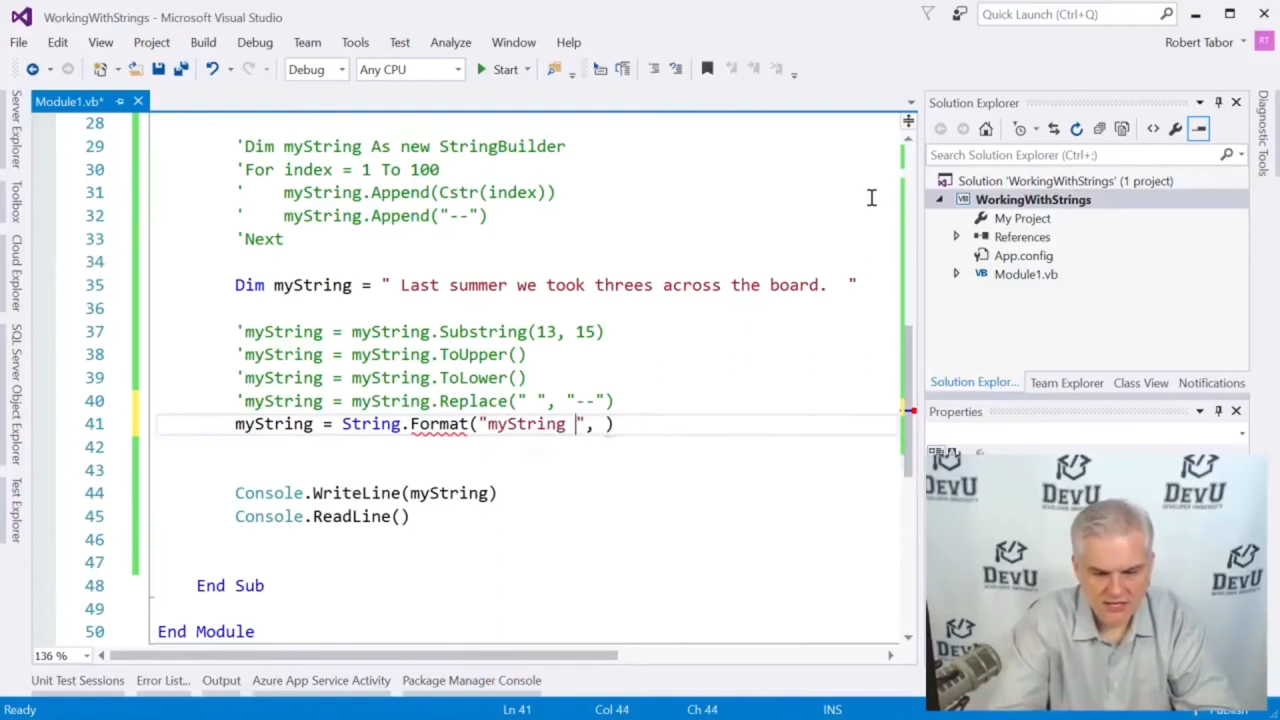 WorkingWithStrings - Microsoft Visual Studio
Quick Launch (Ctrl+Q)
File Edit View Project Build Debug Team Tools Test Analyze Window Help
Robert Tabor RT
Debug Any CPU Start
Module1.vb*
Solution Explorer
Server Explorer
Toolbox
Cloud Explorer
SQL Server Object Explorer
Test Explorer
Diagnostic Tools
28
29 'Dim myString As new StringBuilder
30 'For index = 1 To 100
31 ' myString.Append(Cstr(index))
32 ' myString.Append("--")
33 'Next
34
35 Dim myString = " Last summer we took threes across the board. "
36
37 'myString = myString.Substring(13, 15)
38 'myString = myString.ToUpper()
39 'myString = myString.ToLower()
40 'myString = myString.Replace(" ", "--")
41 myString = String.Format("myString ", )
42
43
44 Console.WriteLine(myString)
45 Console.ReadLine()
46
47
48 End Sub
49
50 End Module
136 %
Search Solution Explorer (Ctrl+;)
Solution 'WorkingWithStrings' (1 project)
VB WorkingWithStrings
My Project
References
App.config
VB Module1.vb
Solution Explor... Team Explorer Class View Notifications
Properties
DEVU
DEVU
DEVU
DEVU
DEVU
Unit Test Sessions Error List... Output Azure App Service Activity Package Manager Console
Ready Ln 41 Col 44 Ch 44 INS Publish